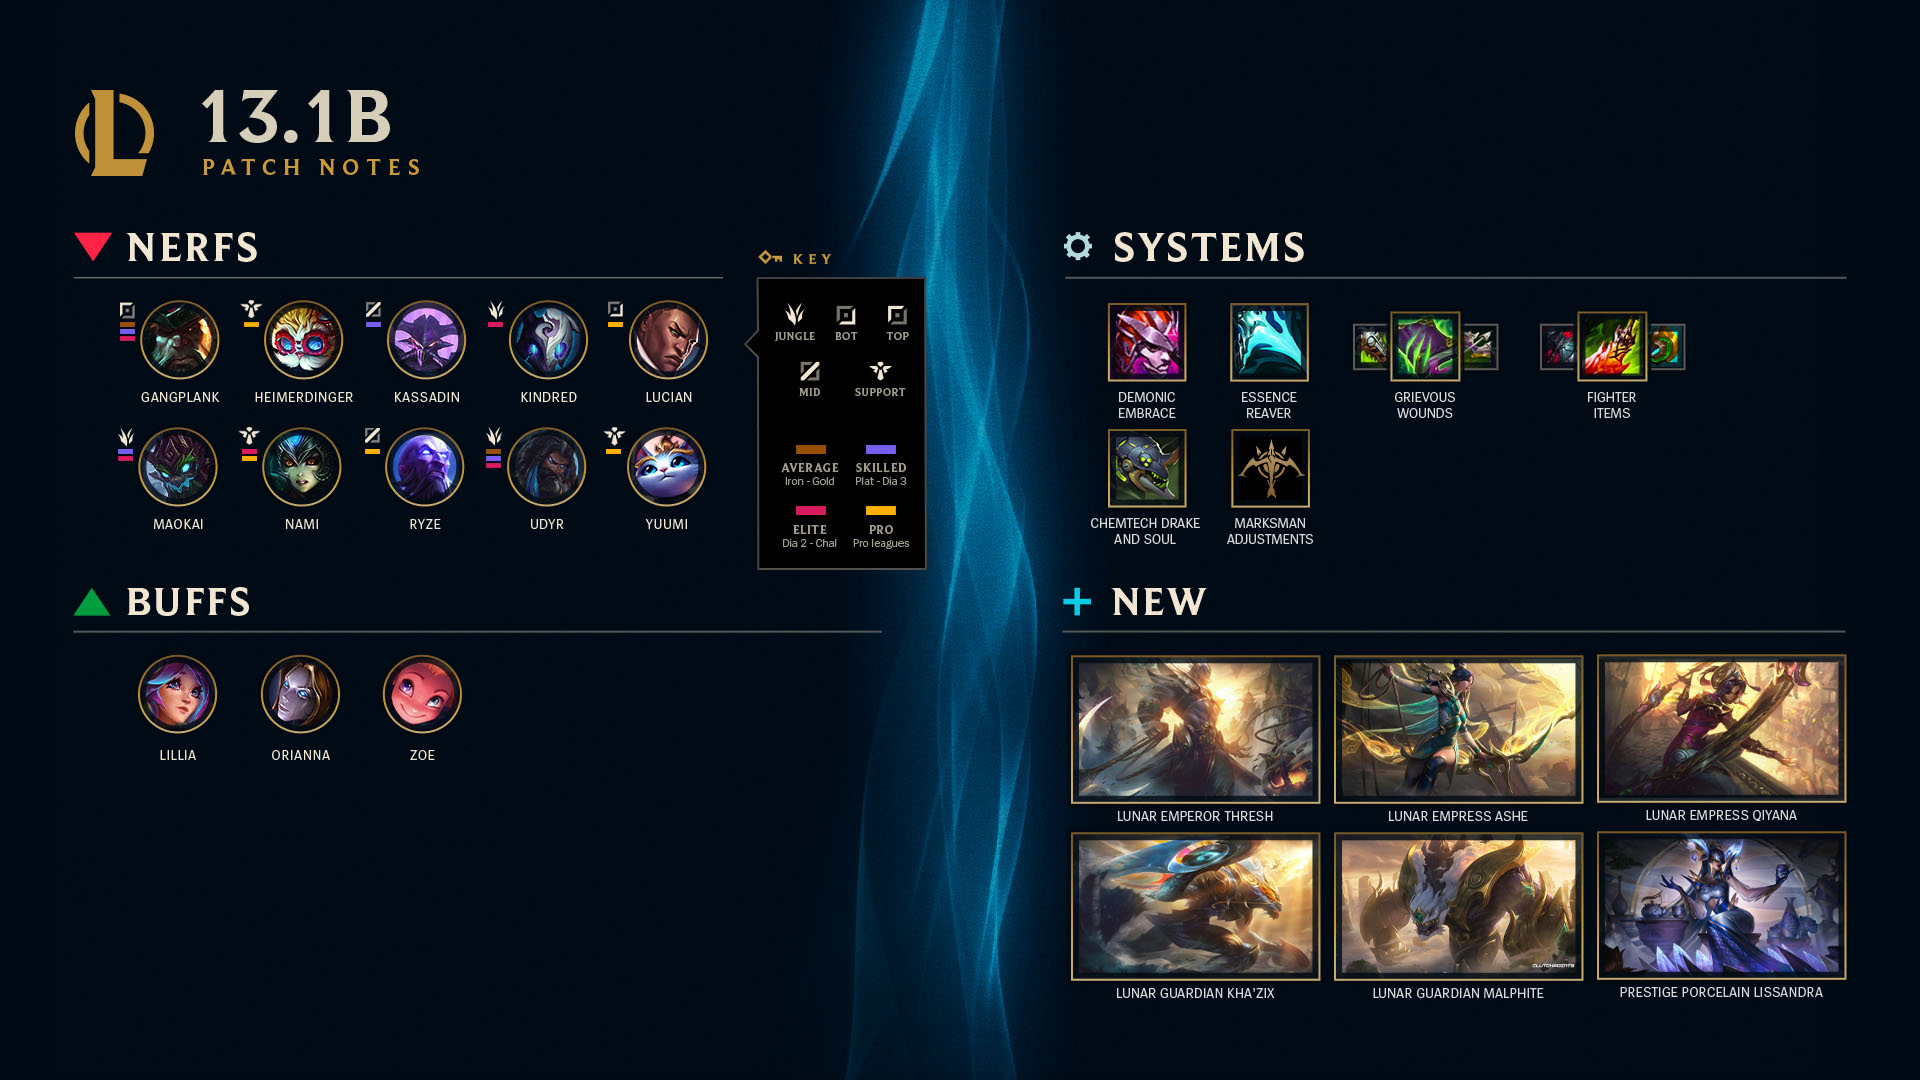 13.1B
PATCH NOTES
NERFS
GANGPLANK
HEIMERDINGER
KASSADIN
KINDRED
LUCIAN
MAOKAI
NAMI
RYZE
UDYR
YUUMI
KEY
JUNGLE
BOT
TOP
MID
SUPPORT
AVERAGE
Iron - Gold
SKILLED
Plat - Dia 3
ELITE
Dia 2 - Chal
PRO
Pro leagues
BUFFS
LILLIA
ORIANNA
ZOE
SYSTEMS
DEMONIC
EMBRACE
ESSENCE
REAVER
GRIEVOUS
WOUNDS
FIGHTER
ITEMS
CHEMTECH DRAKE
AND SOUL
MARKSMAN
ADJUSTMENTS
NEW
LUNAR EMPEROR THRESH
LUNAR EMPRESS ASHE
LUNAR EMPRESS QIYANA
CLUTCHPOINTS
LUNAR GUARDIAN KHA'ZIX
LUNAR GUARDIAN MALPHITE
PRESTIGE PORCELAIN LISSANDRA